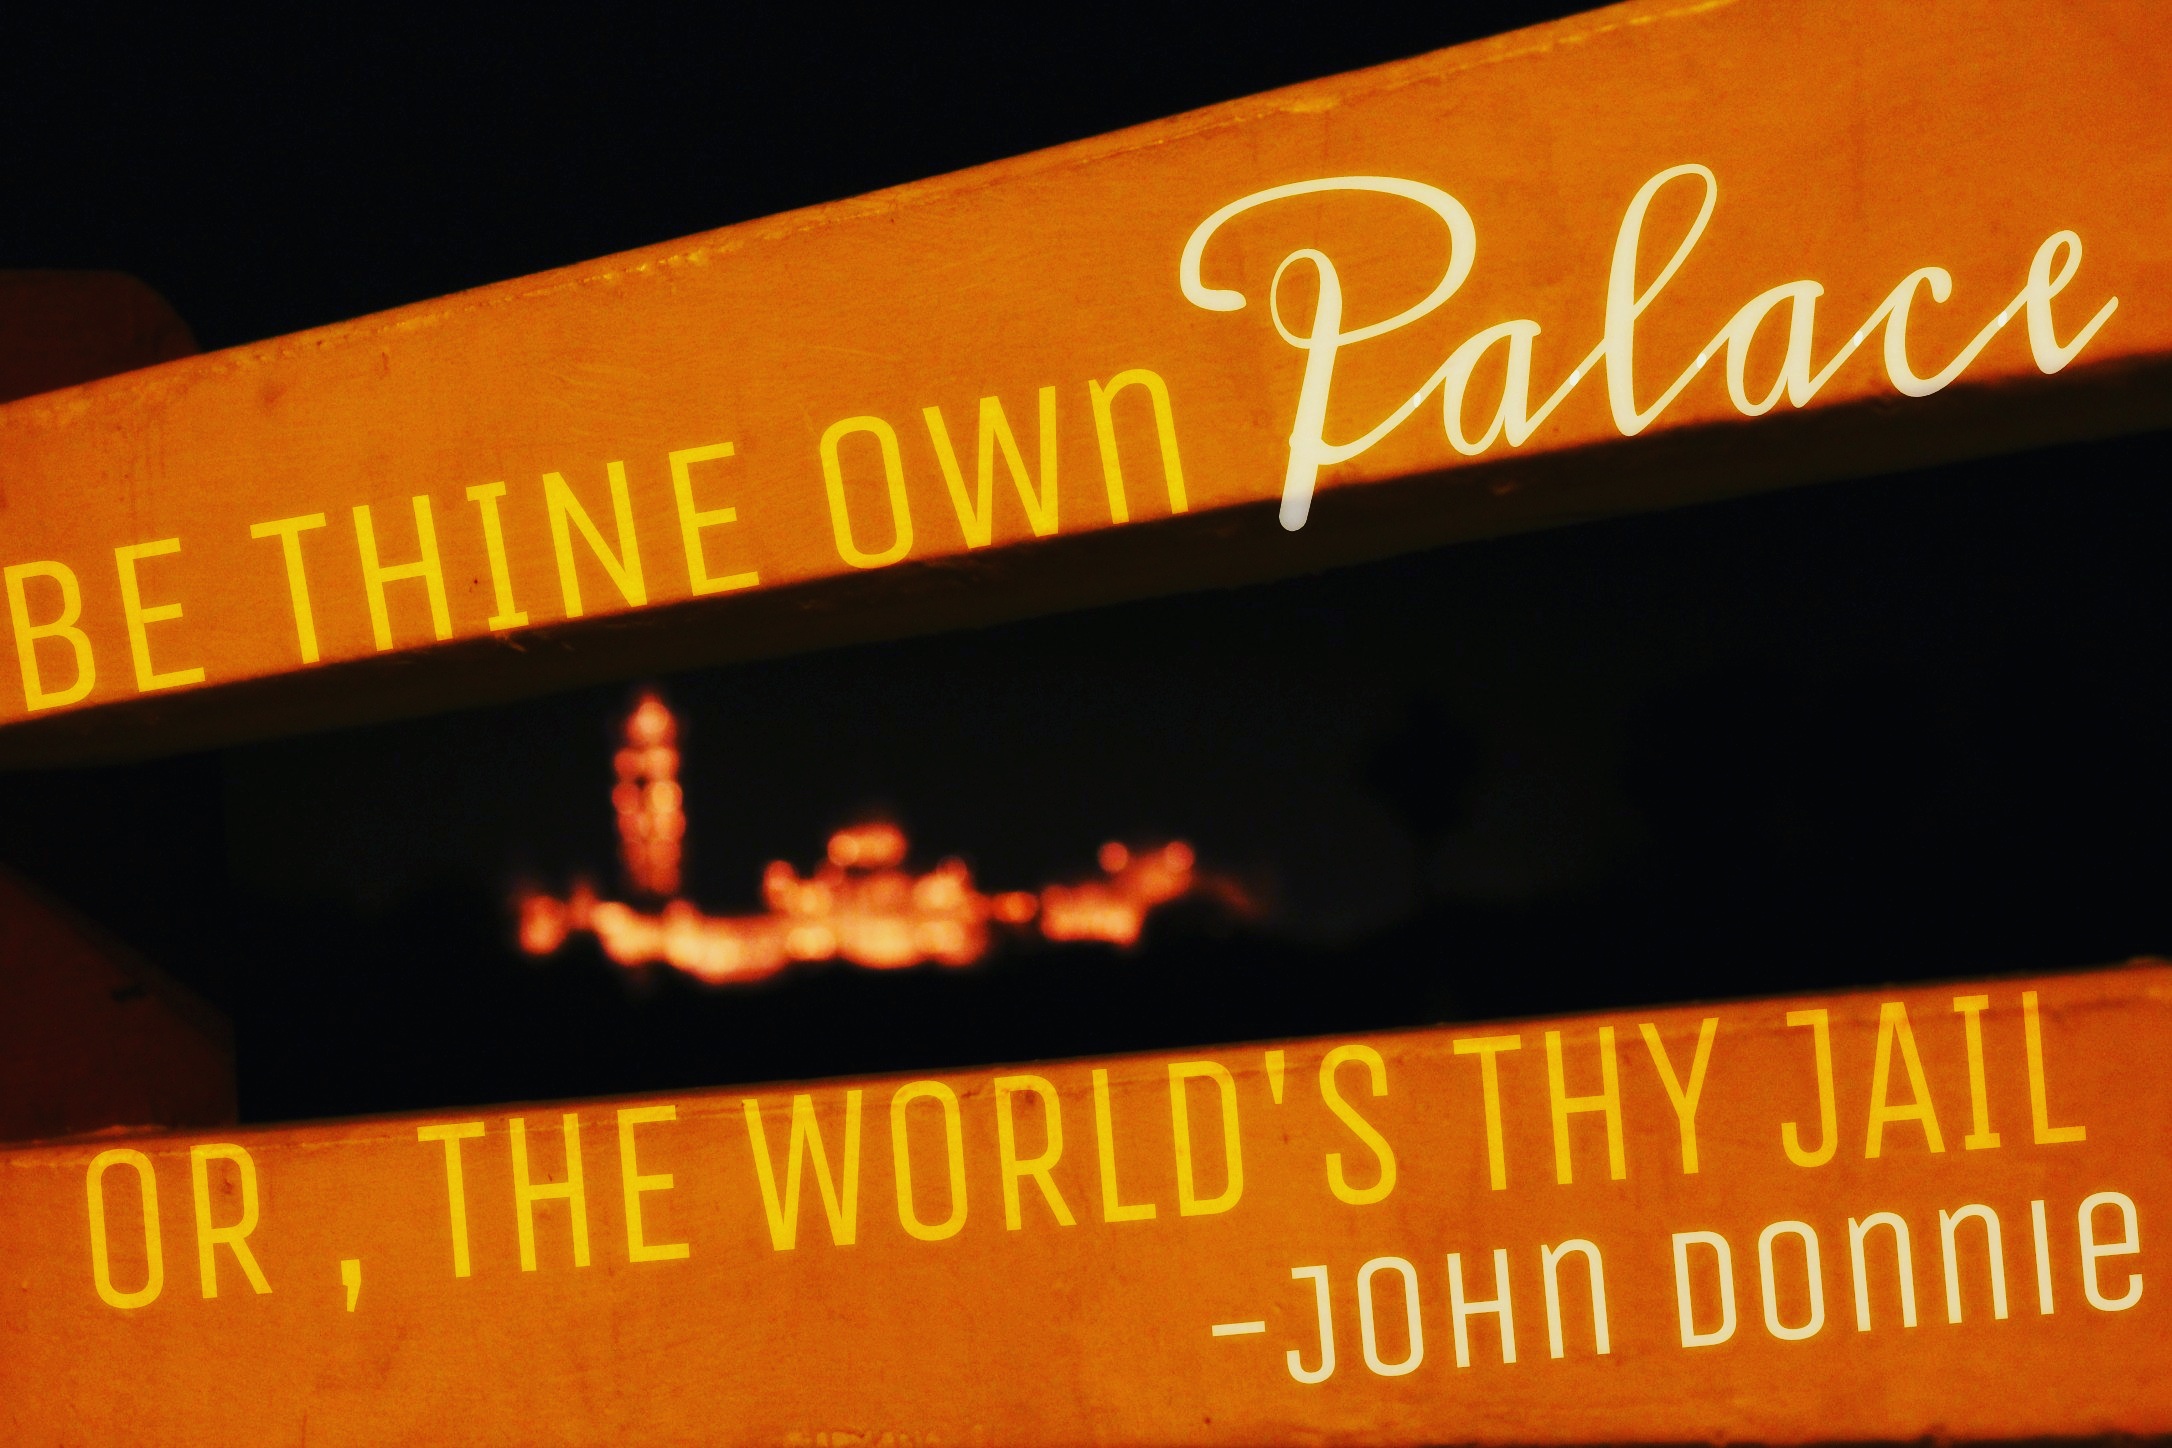 BE THINE OWN Palace
OR , THE WORLD'S THY JAIL
-JOHN DONNIE